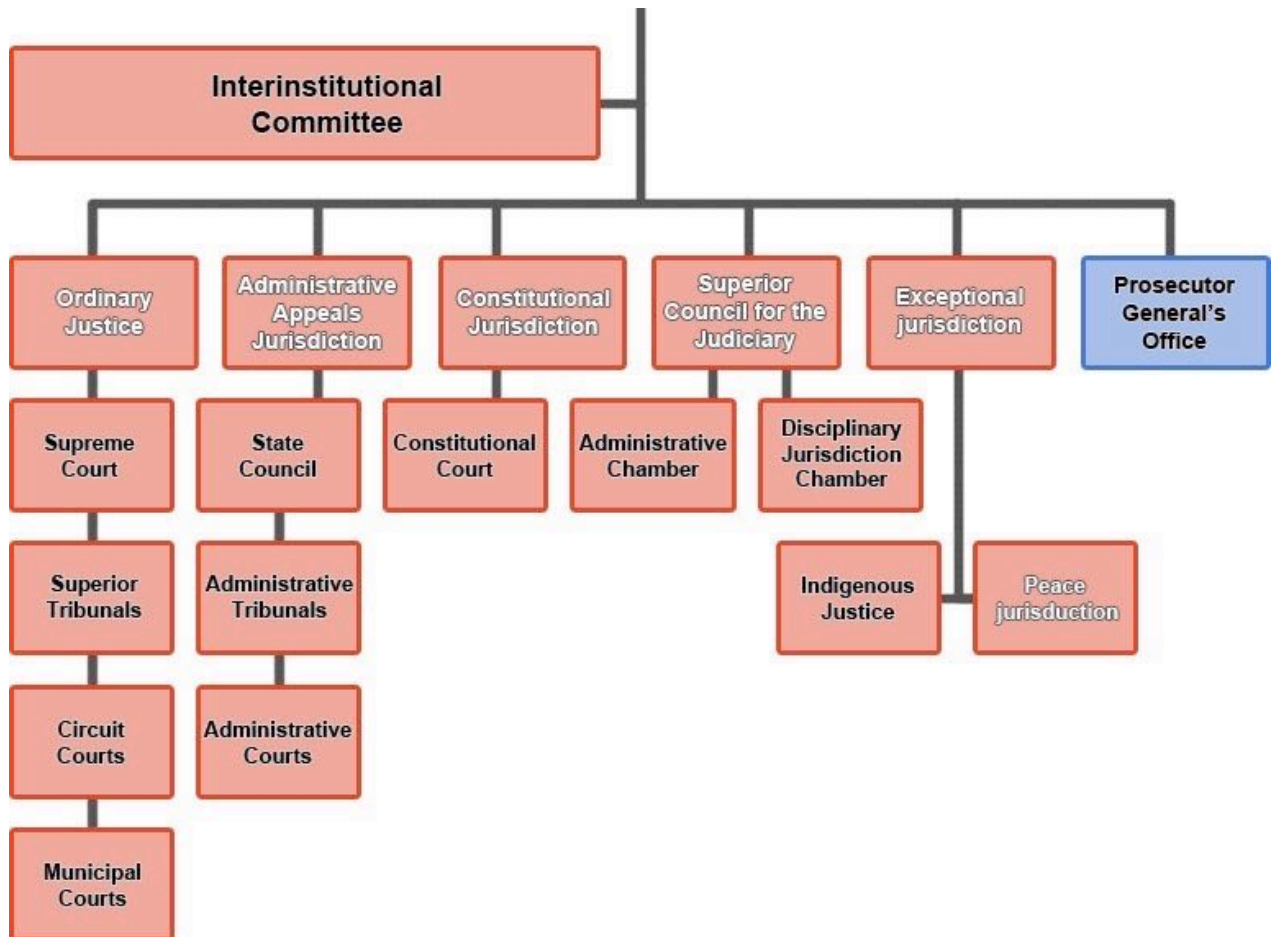 Interinstitutional
Committee
Ordinary
Justice
Administrative
Appeals
Jurisdiction
Constitutional
Jurisdiction
Superior
Council for the
Judiciary
Exceptional
jurisdiction
Prosecutor
General's
Office
Supreme
Court
State
Council
Constitutional
Court
Administrative
Chamber
Disciplinary
Jurisdiction
Chamber
Superior
Tribunals
Administrative
Tribunals
Indigenous
Justice
Peace
jurisduction
Circuit
Courts
Administrative
Courts
Municipal
Courts